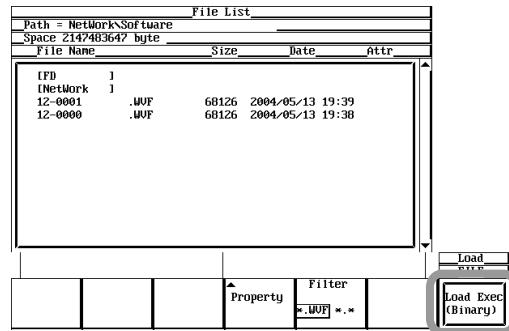 File List
Path = NetWork\Software
Space 2147483647 byte
File Name Size Date Attr
[FD ]
[NetWork ]
12-0001 .WVF 68126 2004/05/13 19:39
12-0000 .WVF 68126 2004/05/13 19:38
Load
FILE
Property
Filter
*.WVF *.*
Load Exec
(Binary)